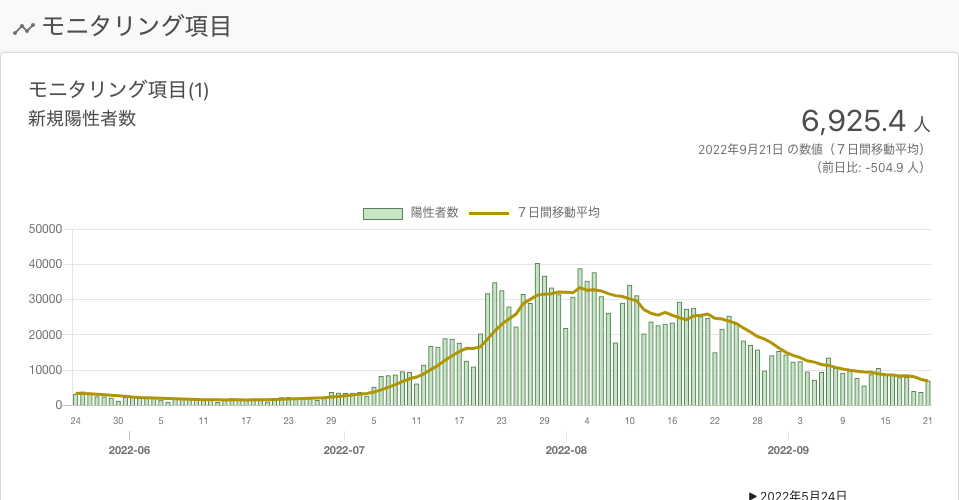 モニタリング項目
モニタリング項目(1)
新規陽性者数
6,925.4 人
2022年9月21日 の数値（７日間移動平均）
（前日比: -504.9 人）
陽性者数 ７日間移動平均
50000
40000
30000
20000
10000
0
24 30 5 11 17 23 29 5 11 17 23 29 4 10 16 22 28 3 9 15 21
2022-06 2022-07 2022-08 2022-09
▶ 2022年5月24日